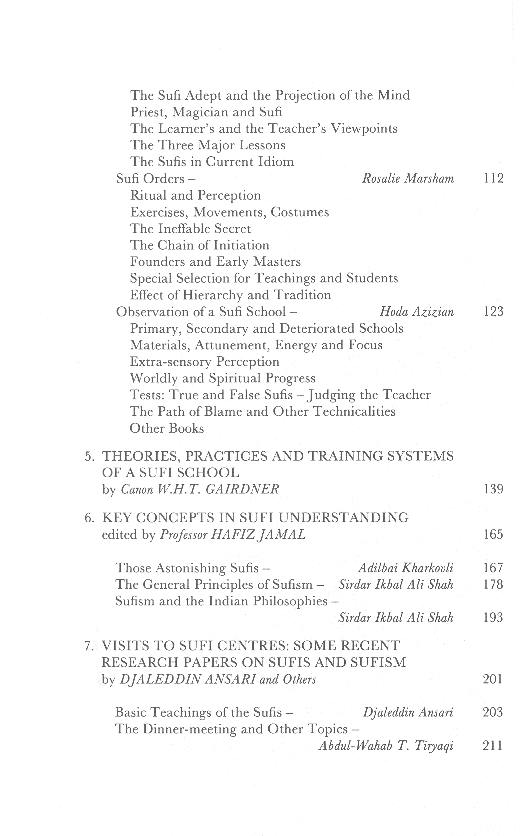 The Sufi Adept and the Projection of the Mind
Priest, Magician and Sufi
The Learner's and the Teacher's Viewpoints
The Three Major Lessons
The Sufis in Current Idiom
Sufi Orders – Rosalie Marsham 112
Ritual and Perception
Exercises, Movements, Costumes
The Ineffable Secret
The Chain of Initiation
Founders and Early Masters
Special Selection for Teachings and Students
Effect of Hierarchy and Tradition
Observation of a Sufi School – Hoda Azizian 123
Primary, Secondary and Deteriorated Schools
Materials, Attunement, Energy and Focus
Extra-sensory Perception
Worldly and Spiritual Progress
Tests: True and False Sufis – Judging the Teacher
The Path of Blame and Other Technicalities
Other Books
5. THEORIES, PRACTICES AND TRAINING SYSTEMS
OF A SUFI SCHOOL
by Canon W.H.T. GAIRDNER 139
6. KEY CONCEPTS IN SUFI UNDERSTANDING
edited by Professor HAFIZ JAMAL 165
Those Astonishing Sufis – Adilbai Kharkovli 167
The General Principles of Sufism – Sirdar Ikbal Ali Shah 178
Sufism and the Indian Philosophies –
Sirdar Ikbal Ali Shah 193
7. VISITS TO SUFI CENTRES: SOME RECENT
RESEARCH PAPERS ON SUFIS AND SUFISM
by DJALEDDIN ANSARI and Others 201
Basic Teachings of the Sufis – Djaleddin Ansari 203
The Dinner-meeting and Other Topics –
Abdul-Wahab T. Tiryaqi 211